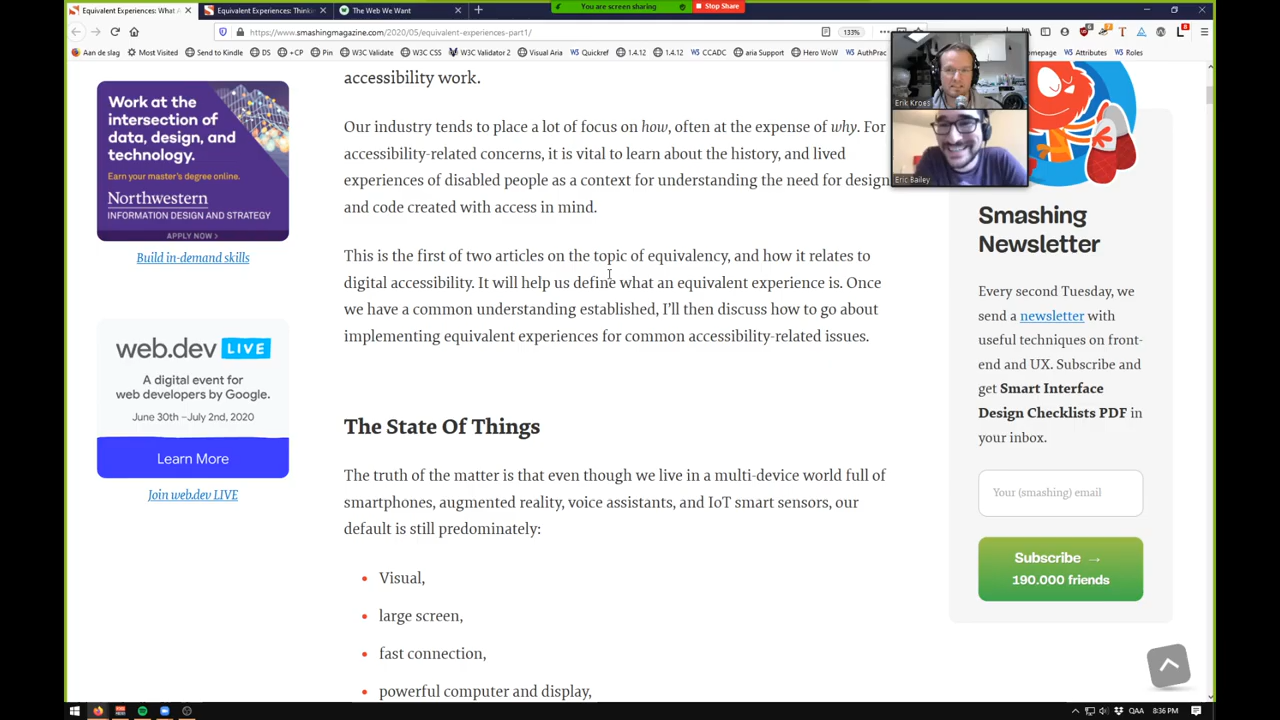 Equivalent Experiences: What A
Equivalent Experiences: Thinki
The Web We Want
You are screen sharing
Stop Share
https://www.smashingmagazine.com/2020/05/equivalent-experiences-part1/
133%
Aan de slag
Most Visited
Send to Kindle
DS
+CP
Pin
W3C Validate
W3C CSS
W3C Validator 2
Visual Aria
Quickref
1.4.12
1.4.12
CCADC
aria Support
Hero WoW
AuthPrac
Homepage
Attributes
Roles
Erik Kroes
Eric Bailey
Work at the
intersection of
data, design, and
technology.
Earn your master's degree online.
Northwestern
INFORMATION DESIGN AND STRATEGY
APPLY NOW >
Build in-demand skills
web.dev LIVE
A digital event for
web developers by Google.
June 30th –July 2nd, 2020
Learn More
Join web.dev LIVE
accessibility work.
Our industry tends to place a lot of focus on how, often at the expense of why. For
accessibility-related concerns, it is vital to learn about the history, and lived
experiences of disabled people as a context for understanding the need for design
and code created with access in mind.
This is the first of two articles on the topic of equivalency, and how it relates to
digital accessibility. It will help us define what an equivalent experience is. Once
we have a common understanding established, I'll then discuss how to go about
implementing equivalent experiences for common accessibility-related issues.
The State Of Things
The truth of the matter is that even though we live in a multi-device world full of
smartphones, augmented reality, voice assistants, and IoT smart sensors, our
default is still predominately:
Visual,
large screen,
fast connection,
powerful computer and display,
Smashing
Newsletter
Every second Tuesday, we
send a newsletter with
useful techniques on front-
end and UX. Subscribe and
get Smart Interface
Design Checklists PDF in
your inbox.
Your (smashing) email
Subscribe →
190.000 friends
QAA
8:36 PM